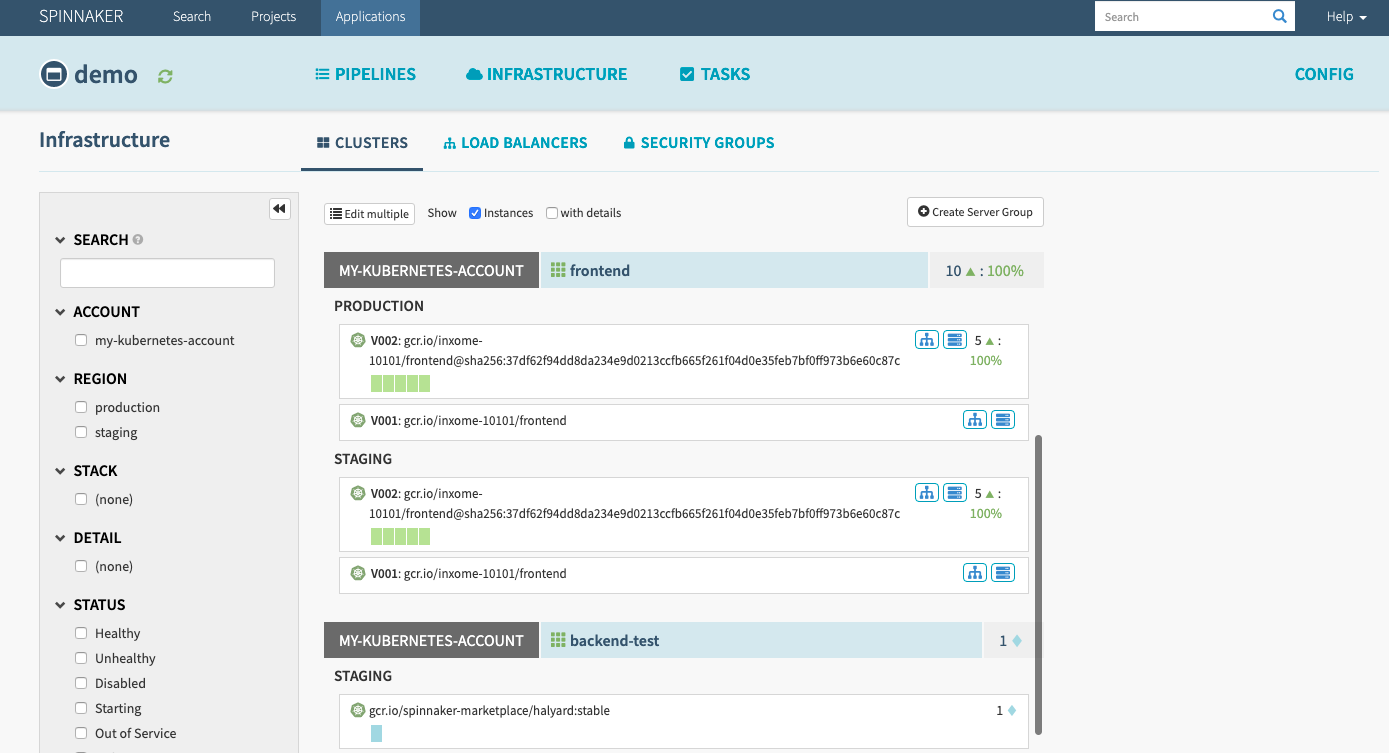 SPINNAKER Search Projects Applications Search Help
demo PIPELINES INFRASTRUCTURE TASKS CONFIG
Infrastructure CLUSTERS LOAD BALANCERS SECURITY GROUPS
Edit multiple Show Instances with details Create Server Group
SEARCH
ACCOUNT
my-kubernetes-account
REGION
production
staging
STACK
(none)
DETAIL
(none)
STATUS
Healthy
Unhealthy
Disabled
Starting
Out of Service
MY-KUBERNETES-ACCOUNT frontend 10 ▲ : 100%
PRODUCTION
V002: gcr.io/inxome- 5 ▲ :
10101/frontend@sha256:37df62f94dd8da234e9d0213ccfb665f261f04d0e35feb7bf0ff973b6e60c87c 100%
V001: gcr.io/inxome-10101/frontend
STAGING
V002: gcr.io/inxome- 5 ▲ :
10101/frontend@sha256:37df62f94dd8da234e9d0213ccfb665f261f04d0e35feb7bf0ff973b6e60c87c 100%
V001: gcr.io/inxome-10101/frontend
MY-KUBERNETES-ACCOUNT backend-test 1 ♦
STAGING
gcr.io/spinnaker-marketplace/halyard:stable 1 ♦